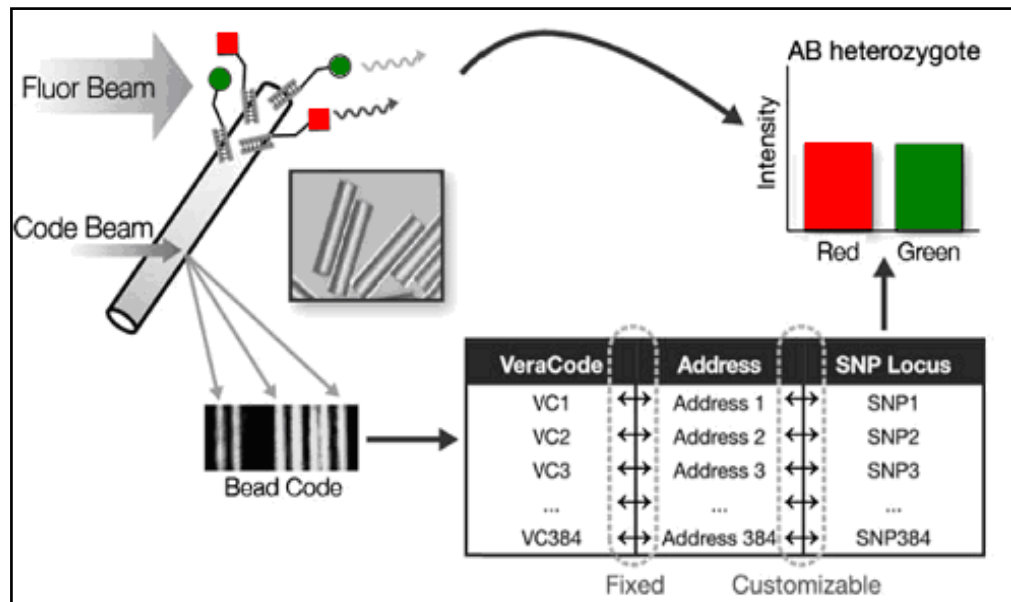 Fluor Beam
Code Beam
Bead Code
AB heterozygote
Intensity
Red Green
VeraCode Address SNP Locus
VC1 ↔ Address 1 ↔ SNP1
VC2 ↔ Address 2 ↔ SNP2
VC3 ↔ Address 3 ↔ SNP3
... ↔ ... ↔ ...
VC384 ↔ Address 384 ↔ SNP384
Fixed Customizable